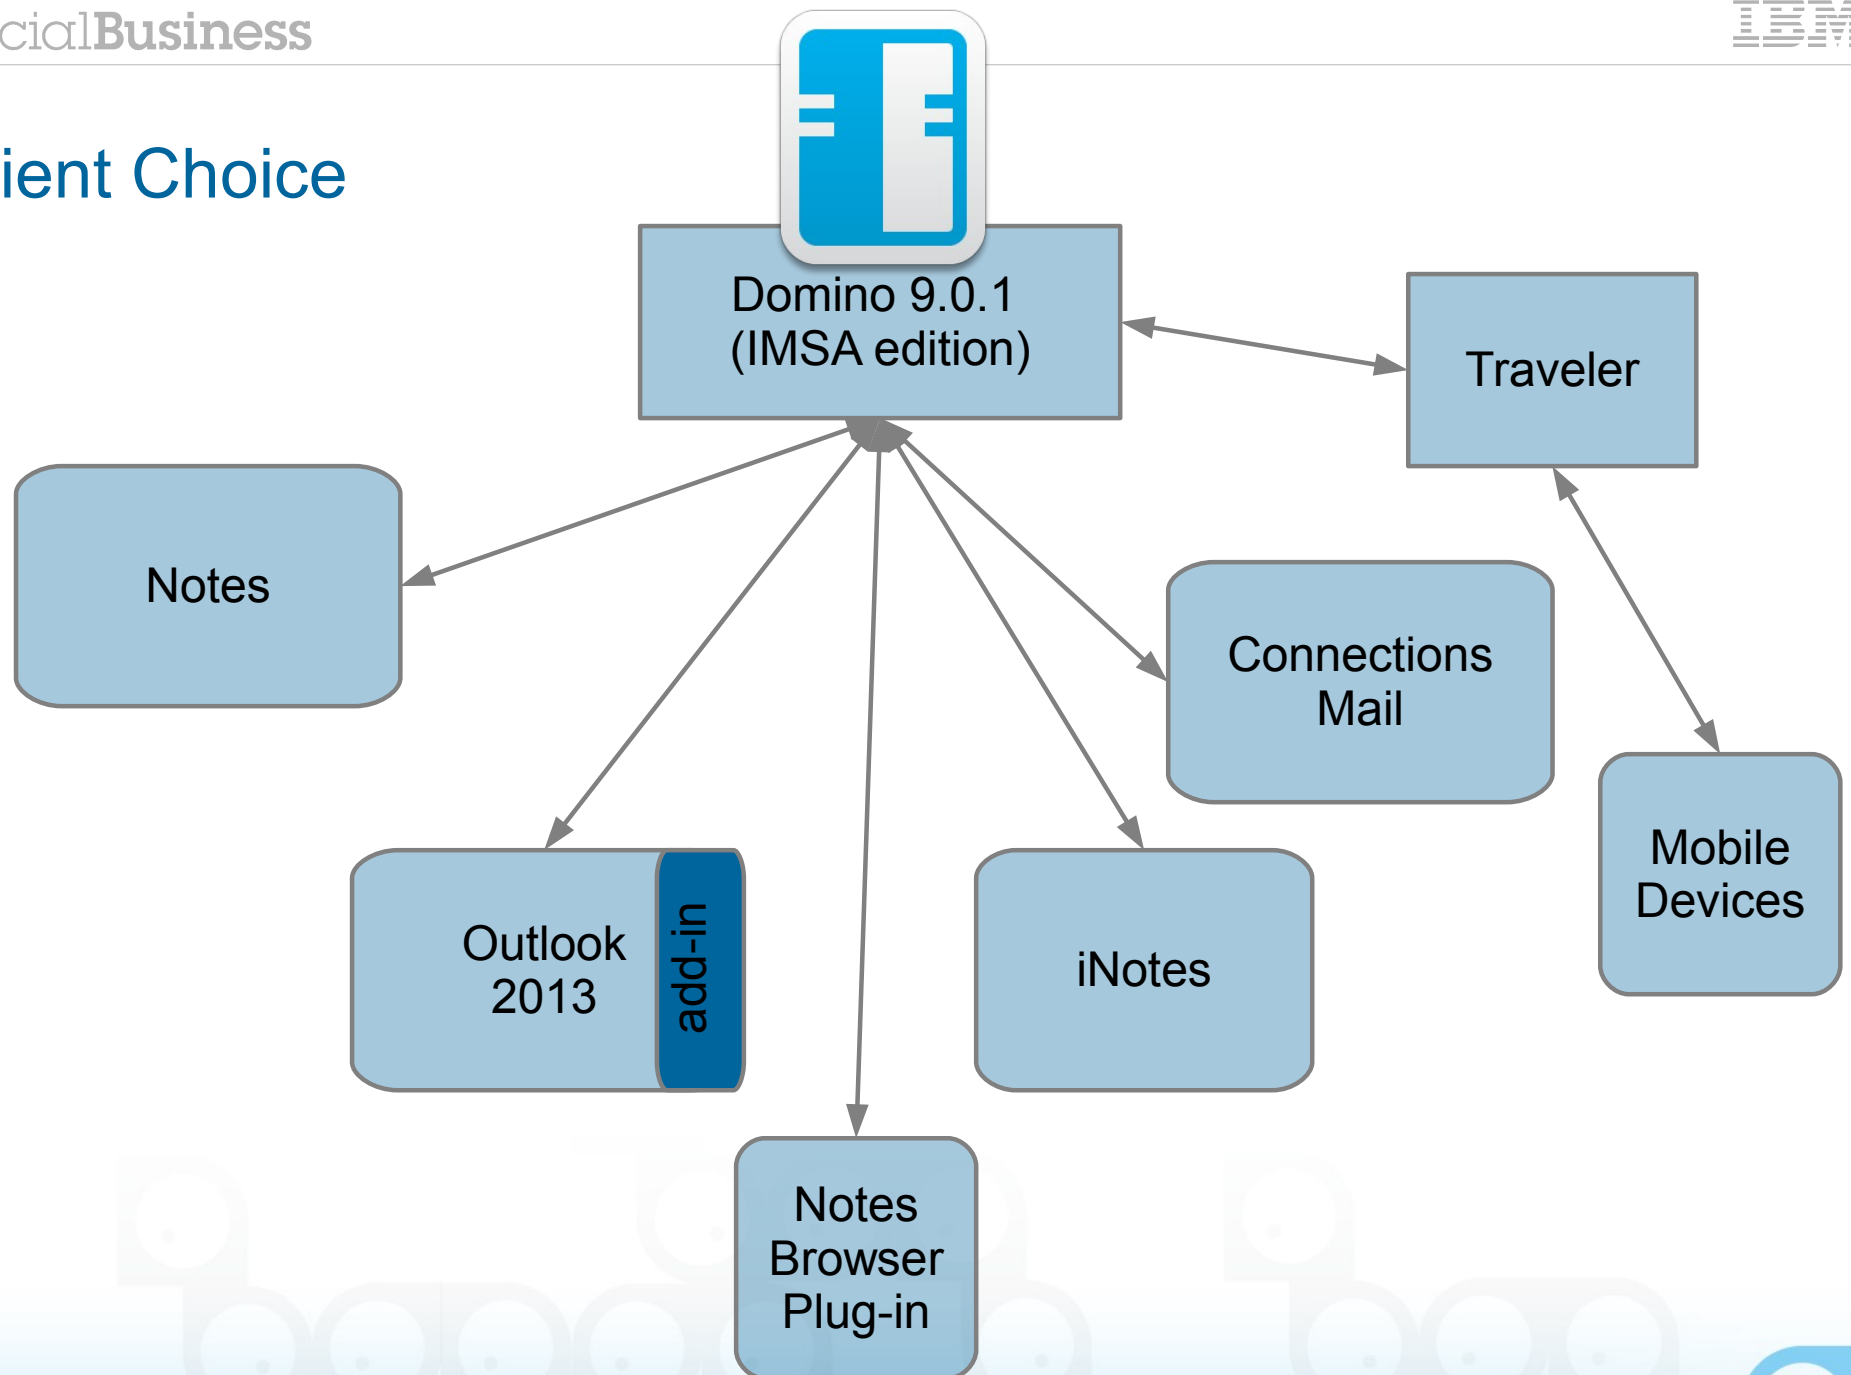 cialBusiness
IBM
ient Choice
Domino 9.0.1
(IMSA edition)
Traveler
Notes
Connections
Mail
Mobile
Devices
Outlook
2013
add-in
iNotes
Notes
Browser
Plug-in